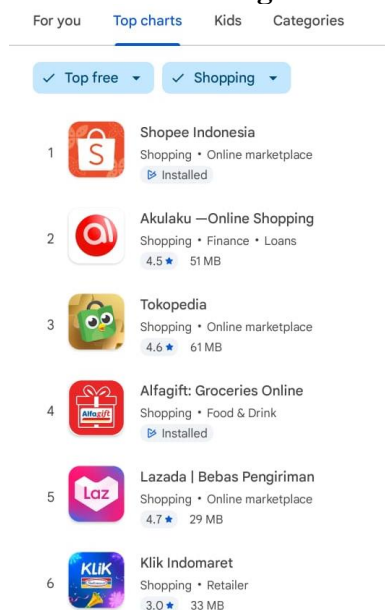 For you Top charts Kids Categories
Top free Shopping
1
Shopee Indonesia
Shopping • Online marketplace
Installed
2
Akulaku —Online Shopping
Shopping • Finance • Loans
4.5 ★ 51 MB
3
Tokopedia
Shopping • Online marketplace
4.6 ★ 61 MB
4
Alfagift
Alfagift: Groceries Online
Shopping • Food & Drink
Installed
5
Laz
Lazada | Bebas Pengiriman
Shopping • Online marketplace
4.7 ★ 29 MB
6
KLIK
Klik Indomaret
Shopping • Retailer
3.0 ★ 33 MB